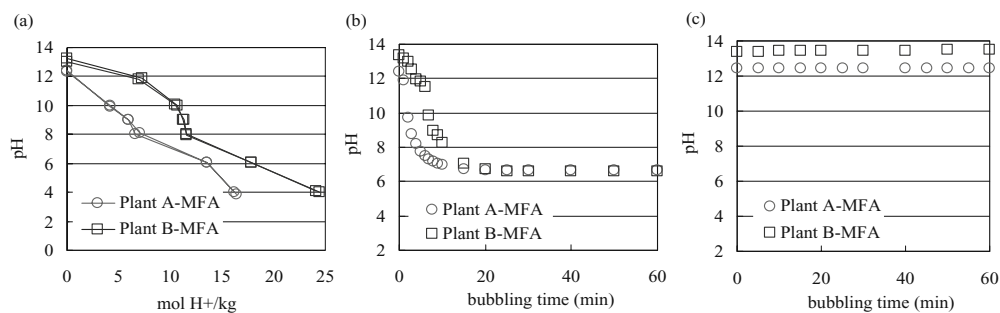 (a)
14
12
10
8
6
4
2
0
pH
Plant A-MFA
Plant B-MFA
0 5 10 15 20 25
mol H+/kg
(b)
14
12
10
8
6
4
2
pH
Plant A-MFA
Plant B-MFA
0 20 40 60
bubbling time (min)
(c)
14
12
10
8
6
4
2
pH
Plant A-MFA
Plant B-MFA
0 10 20 30 40 50 60
bubbling time (min)